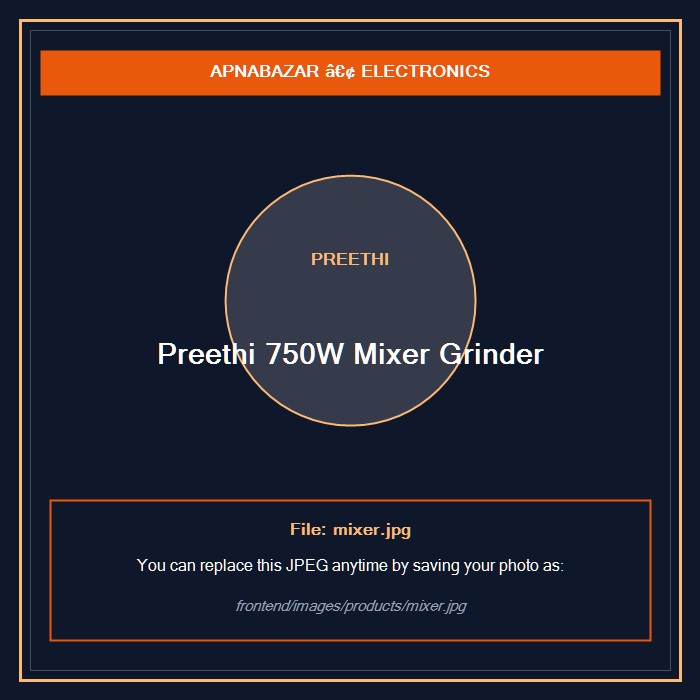 APNABAZAR â€¢ ELECTRONICS
PREETHI
Preethi 750W Mixer Grinder
File: mixer.jpg
You can replace this JPEG anytime by saving your photo as:
frontend/images/products/mixer.jpg